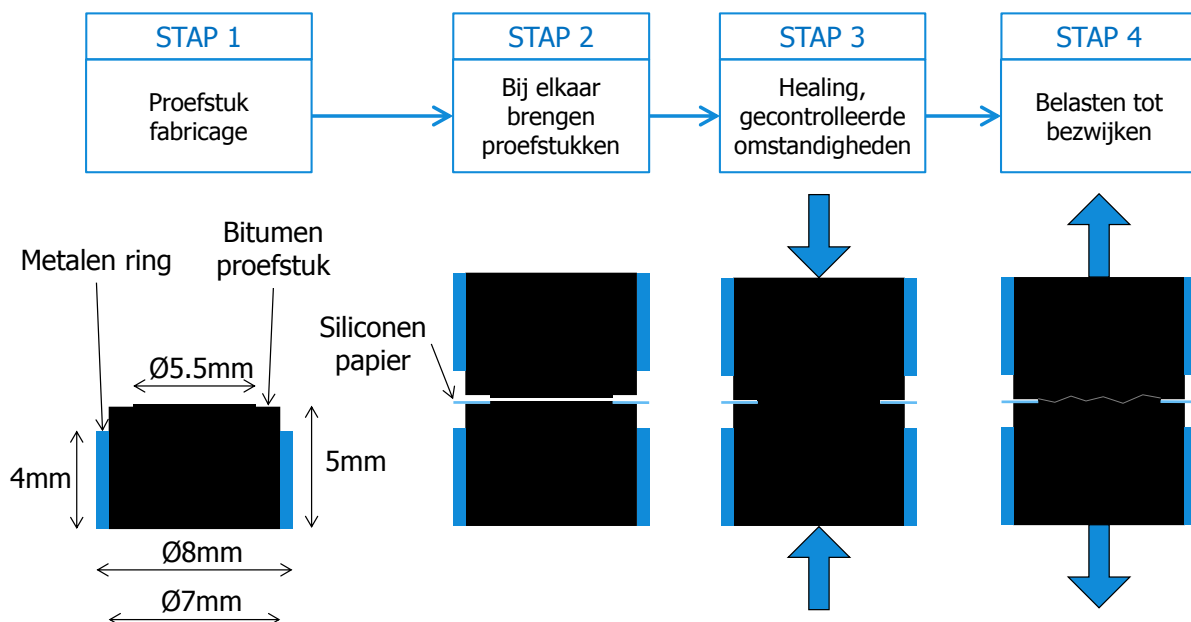 STAP 1
Proefstuk
fabricage
STAP 2
Bij elkaar
brengen
proefstukken
STAP 3
Healing,
gecontrolleerde
omstandigheden
STAP 4
Belasten tot
bezwijken
Metalen ring
Bitumen
proefstuk
Ø5.5mm
4mm
5mm
Ø8mm
Ø7mm
Siliconen
papier